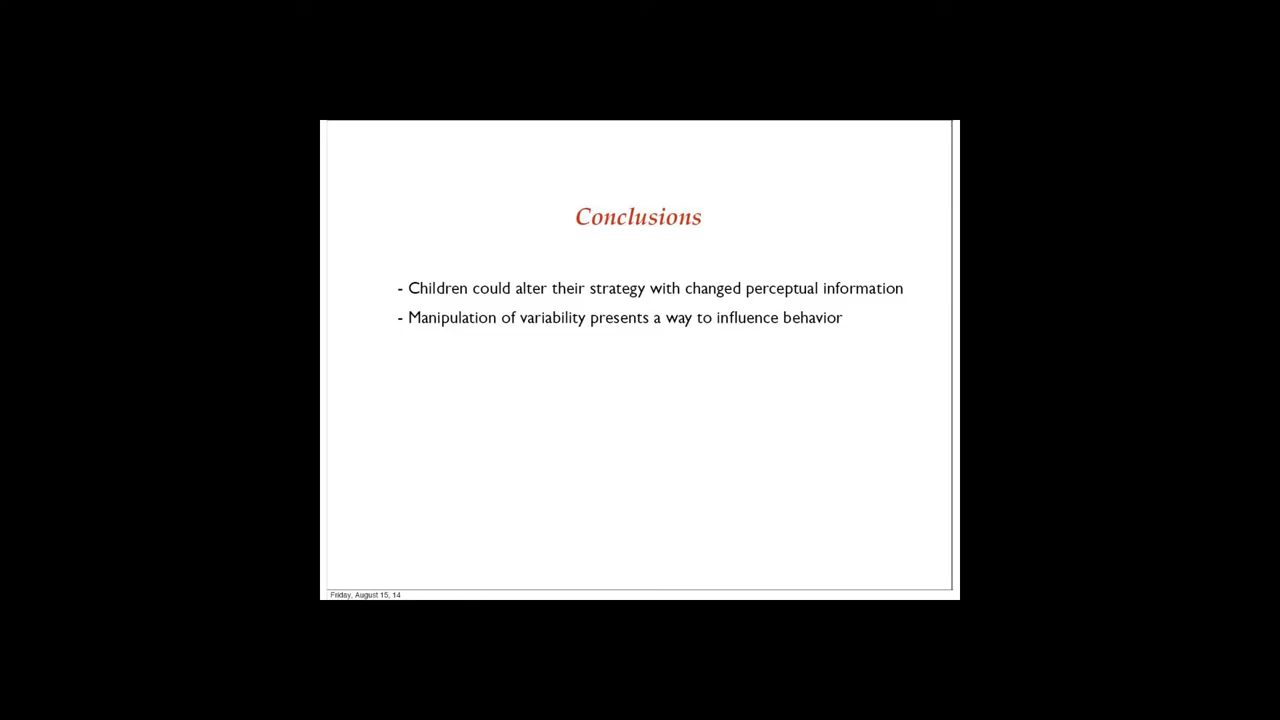 Conclusions
- Children could alter their strategy with changed perceptual information
- Manipulation of variability presents a way to influence behavior
Friday, August 15, 14